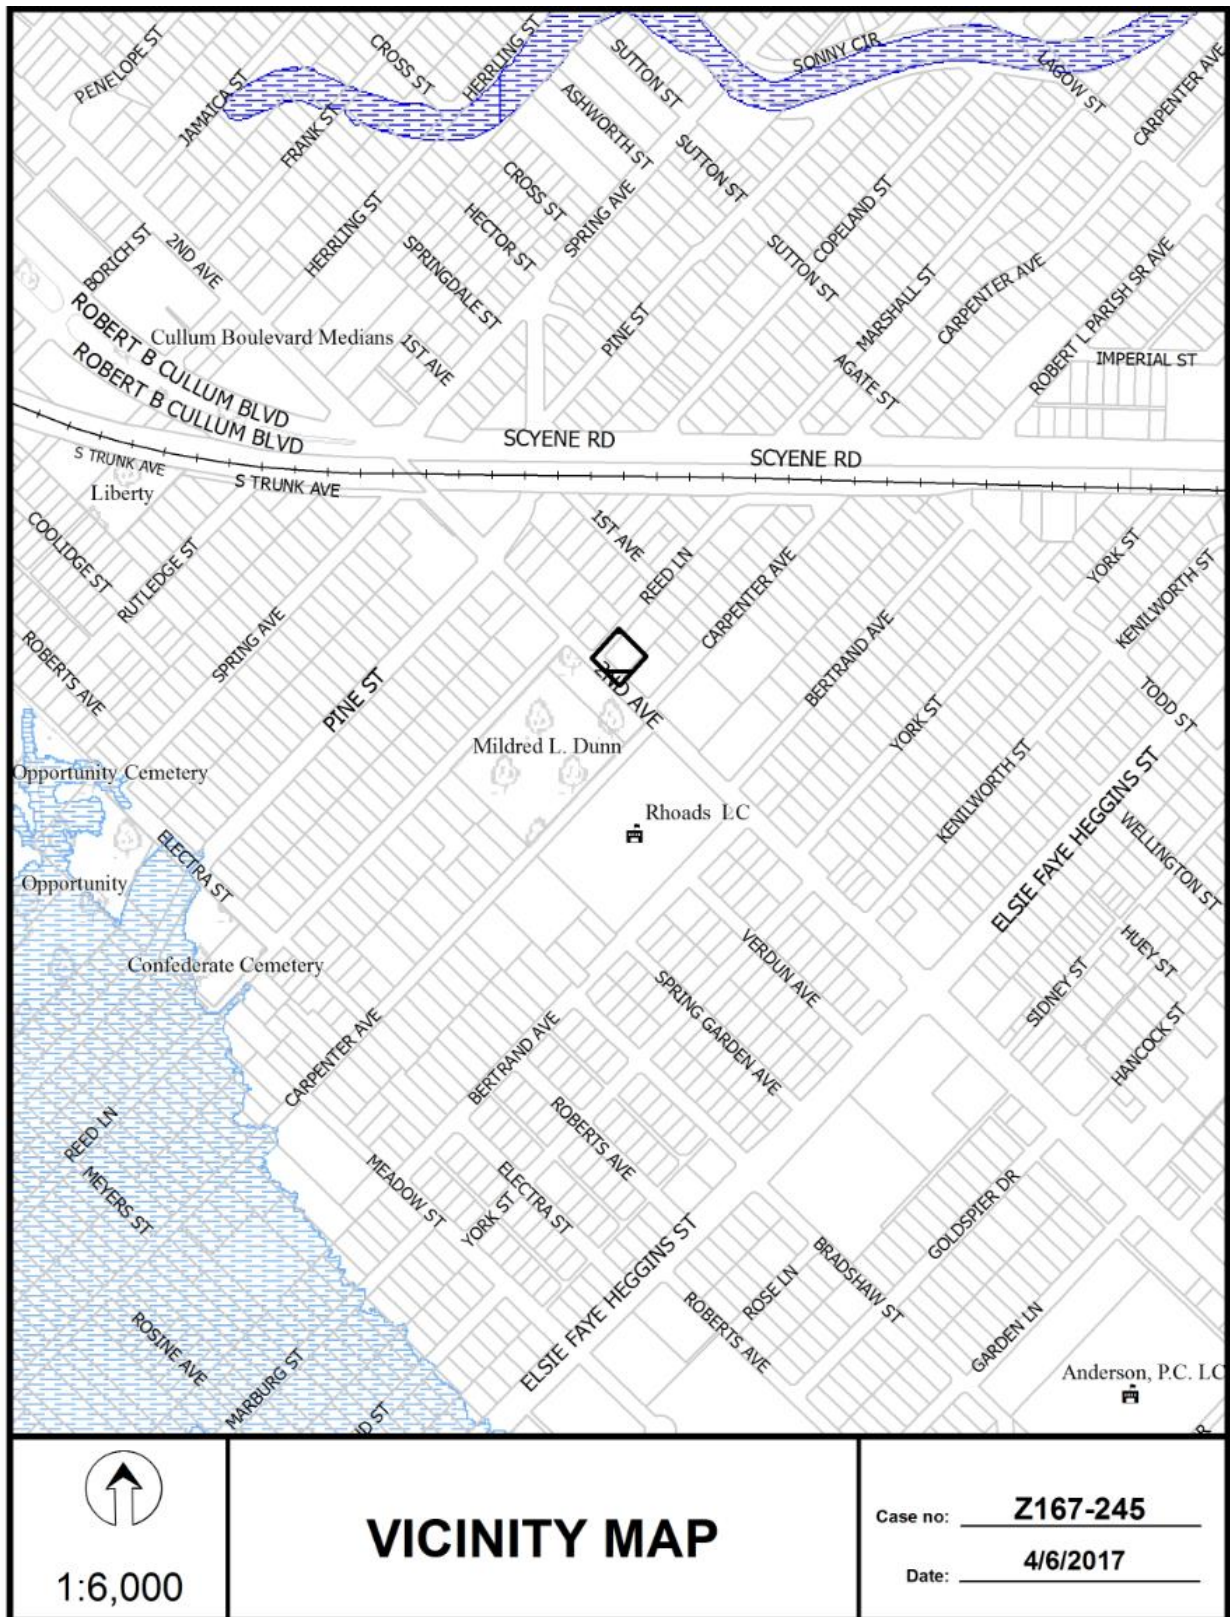 PENELOPE ST
CROSS ST
HERRLING ST
SUTTON ST
SONNY CIR
LAGOW ST
CARPENTER AVE
JAMAICA ST
FRANK ST
ASHWORTH ST
SUTTON ST
CROSS ST
HECTOR ST
SPRING AVE
COPELAND ST
BORICH ST
2ND AVE
HERRLING ST
SPRINGDALE ST
SUTTON ST
MARSHALL ST
CARPENTER AVE
ROBERT L PARISH SR AVE
ROBERT B CULLUM BLVD
Cullum Boulevard Medians
1ST AVE
PINE ST
AGATE ST
IMPERIAL ST
ROBERT B CULLUM BLVD
SCYENE RD
SCYENE RD
S TRUNK AVE
S TRUNK AVE
Liberty
COOLIDGE ST
RUTLEDGE ST
1ST AVE
REED LN
CARPENTER AVE
YORK ST
KENILWORTH ST
ROBERTS AVE
SPRING AVE
PINE ST
2ND AVE
BERTRAND AVE
YORK ST
TODD ST
Mildred L. Dunn
Opportunity Cemetery
KENILWORTH ST
ELSIE FAYE HEGGINS ST
WELLINGTON ST
Rhoads LC
ELECTRA ST
Opportunity
VERDUN AVE
HUEY ST
Confederate Cemetery
SPRING GARDEN AVE
SIDNEY ST
HANCOCK ST
CARPENTER AVE
BERTRAND AVE
ROBERTS AVE
REED LN
MEYERS ST
MEADOW ST
YORK ST
ELECTRA ST
GOLDSPIER DR
ELSIE FAYE HEGGINS ST
ROBERTS AVE
ROSE LN
BRADSHAW ST
GARDEN LN
ROSINE AVE
MARBURG ST
Anderson, P.C. LC
1:6,000
VICINITY MAP
Case no: Z167-245
Date: 4/6/2017